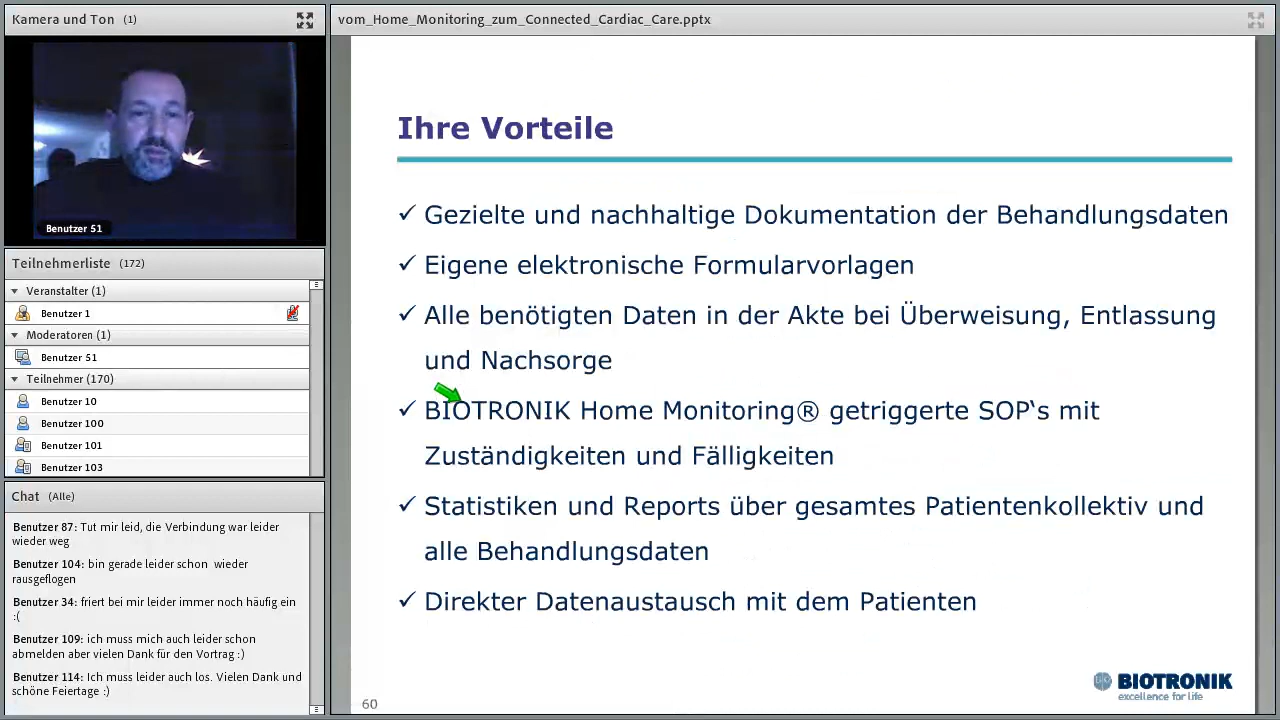 Kamera und Ton (1)
Benutzer 51
Teilnehmerliste (172)
Veranstalter (1)
Benutzer 1
Moderatoren (1)
Benutzer 51
Teilnehmer (170)
Benutzer 10
Benutzer 100
Benutzer 101
Benutzer 103
Chat (Alle)
Benutzer 87: Tut mir leid, die Verbindung war leider
wieder weg
Benutzer 104: bin gerade leider schon wieder
rausgeflogen
Benutzer 34: friert bei mir leider immer noch häufig ein
:(
Benutzer 109: ich muss mich auch leider schon
abmelden aber vielen Dank für den Vortrag :)
Benutzer 114: Ich muss leider auch los. Vielen Dank und
schöne Feiertage :)
vom_Home_Monitoring_zum_Connected_Cardiac_Care.pptx
Ihre Vorteile
✓ Gezielte und nachhaltige Dokumentation der Behandlungsdaten
✓ Eigene elektronische Formularvorlagen
✓ Alle benötigten Daten in der Akte bei Überweisung, Entlassung
und Nachsorge
✓ BIOTRONIK Home Monitoring® getriggerte SOP‘s mit
Zuständigkeiten und Fälligkeiten
✓ Statistiken und Reports über gesamtes Patientenkollektiv und
alle Behandlungsdaten
✓ Direkter Datenaustausch mit dem Patienten
60
BIOTRONIK
excellence for life